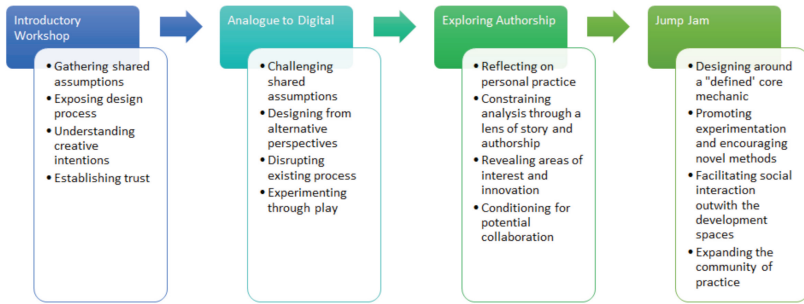 Introductory
Workshop
• Gathering shared
assumptions
• Exposing design
process
• Understanding
creative
intentions
• Establishing trust
Analogue to Digital
• Challenging
shared
assumptions
• Designing from
alternative
perspectives
• Disrupting
existing process
• Experimenting
through play
Exploring Authorship
• Reflecting on
personal practice
• Constraining
analysis through a
lens of story and
authorship
• Revealing areas of
interest and
innovation
• Conditioning for
potential
collaboration
Jump Jam
• Designing around
a "defined' core
mechanic
• Promoting
experimentation
and encouraging
novel methods
• Facilitating social
interaction
outwith the
development
spaces
• Expanding the
community of
practice